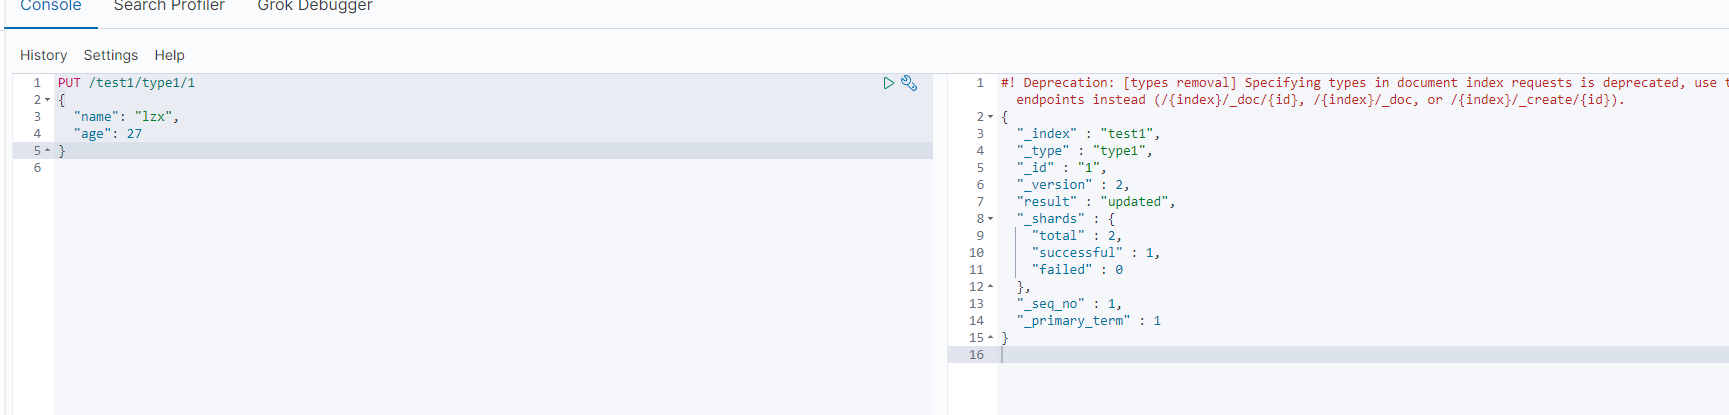 Console Search Profiler Grok Debugger
History Settings Help
1 PUT /test1/type1/1
2 {
3 "name": "lzx",
4 "age": 27
5 }
6
1 #! Deprecation: [types removal] Specifying types in document index requests is deprecated, use
endpoints instead (/{index}/_doc/{id}, /{index}/_doc, or /{index}/_create/{id}).
2 {
3 "_index" : "test1",
4 "_type" : "type1",
5 "_id" : "1",
6 "_version" : 2,
7 "result" : "updated",
8 "_shards" : {
9 "total" : 2,
10 "successful" : 1,
11 "failed" : 0
12 },
13 "_seq_no" : 1,
14 "_primary_term" : 1
15 }
16